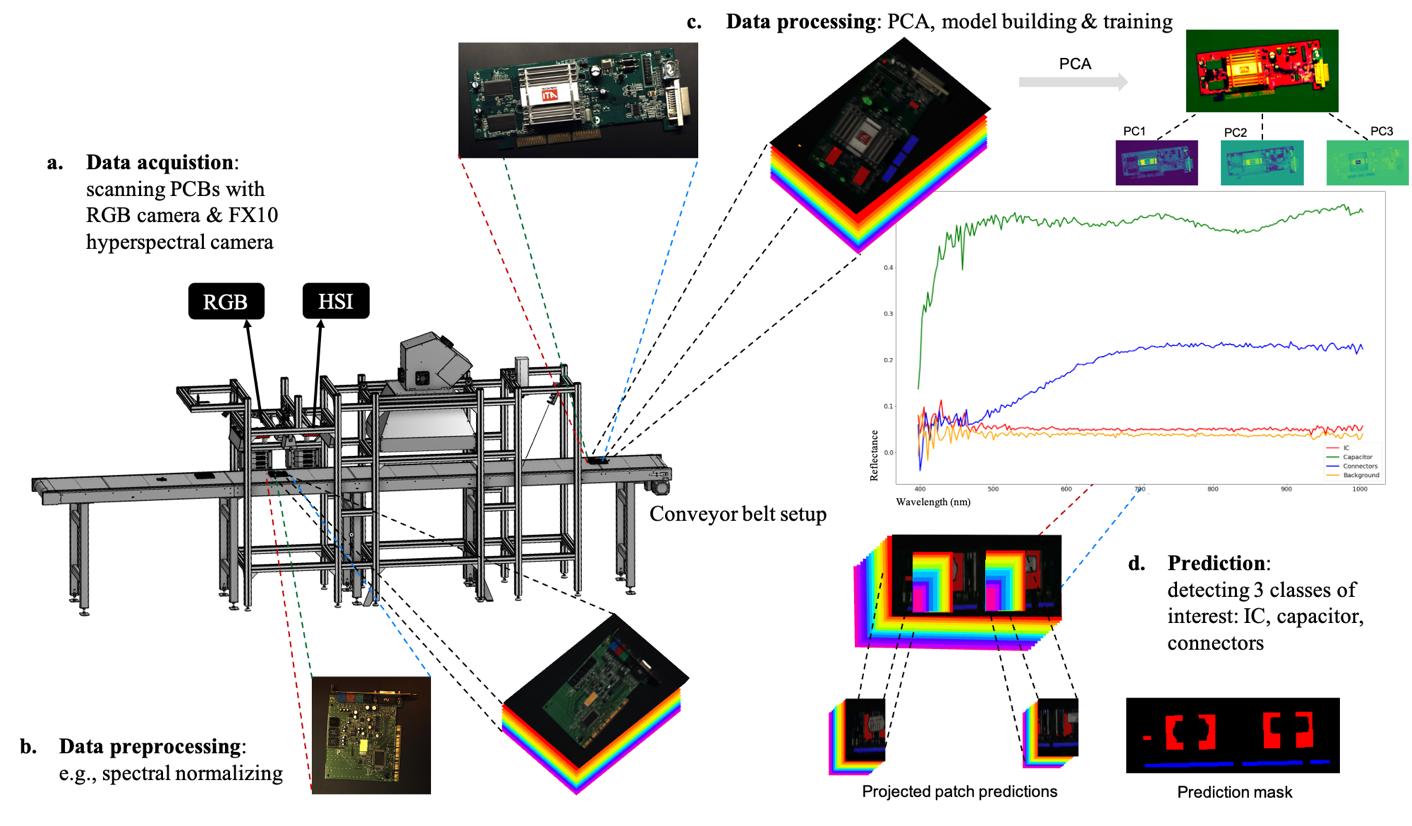 c. Data processing: PCA, model building & training
PCA
PC1
PC2
PC3
a. Data acquistion:
scanning PCBs with
RGB camera & FX10
hyperspectral camera
RGB
HSI
0.4
0.3
0.2
0.1
0.0
Reflectance
IC
Capacitor
Connectors
Background
400
500
600
700
800
900
1000
Wavelength (nm)
Conveyor belt setup
d. Prediction:
detecting 3 classes of
interest: IC, capacitor,
connectors
b. Data preprocessing:
e.g., spectral normalizing
Projected patch predictions
Prediction mask